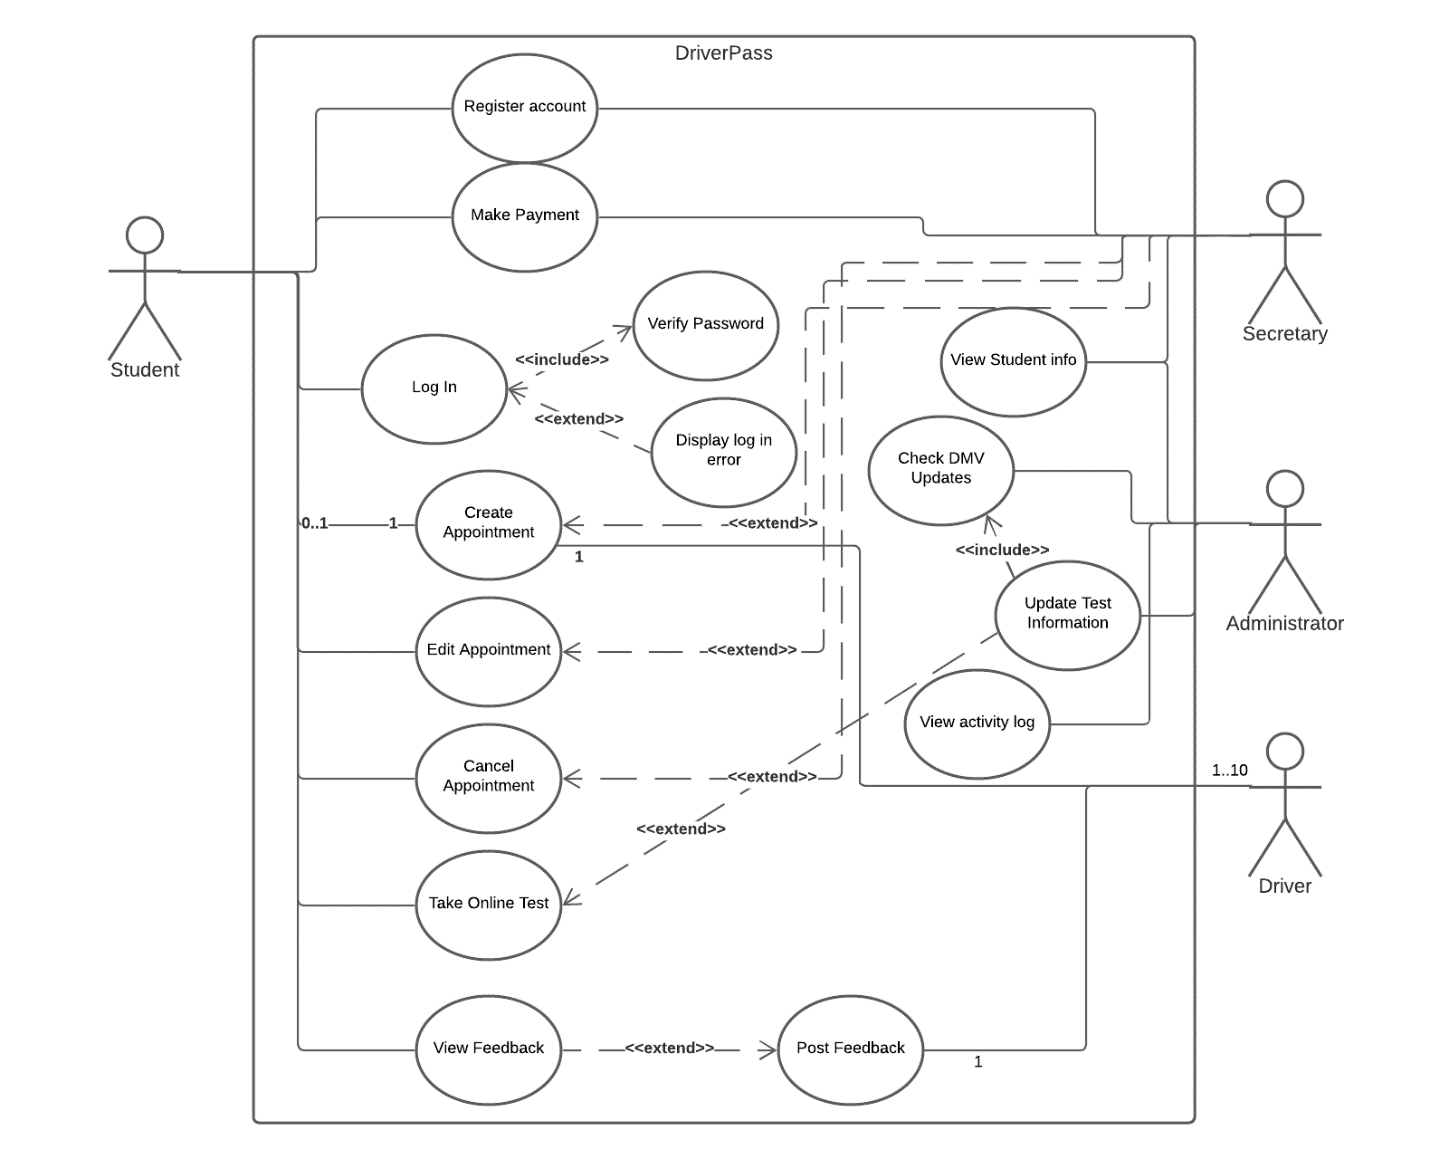 DriverPass
Register account
Make Payment
Student
Secretary
Verify Password
<<include>>
Log In
<<extend>>
Display log in
error
View Student info
Check DMV
Updates
0..1
1
Create
Appointment
<<extend>>
1
<<include>>
Update Test
Information
Administrator
Edit Appointment
<<extend>>
View activity log
Cancel
Appointment
<<extend>>
1..10
<<extend>>
Driver
Take Online Test
View Feedback
<<extend>>
Post Feedback
1